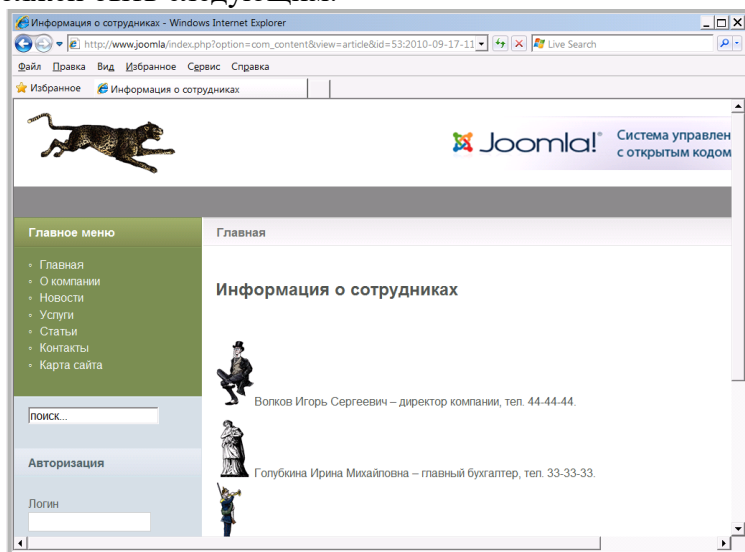 Информация о сотрудниках - Windows Internet Explorer
http://www.joomla/index.php?option=com_content&view=article&id=53:2010-09-17-11
Live Search
Файл Правка Вид Избранное Сервис Справка
Избранное
Информация о сотрудниках
Joomla!®
Система управлен
с открытым кодом
Главное меню
Главная
Главная
О компании
Новости
Услуги
Статьи
Контакты
Карта сайта
Информация о сотрудниках
Волков Игорь Сергеевич – директор компании, тел. 44-44-44.
поиск...
Голубкина Ирина Михайловна – главный бухгалтер, тел. 33-33-33.
Авторизация
Логин